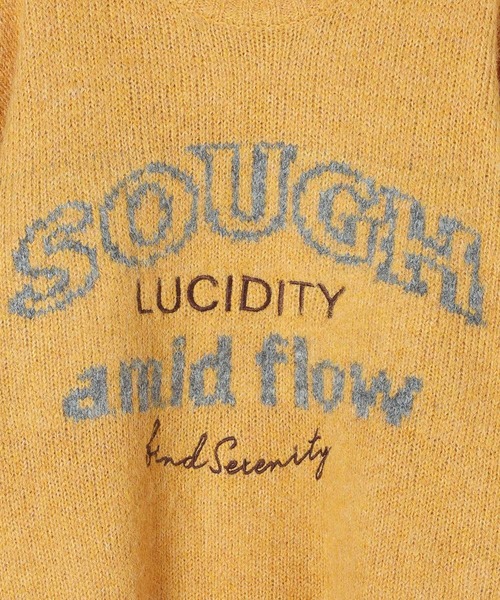 SOUGH
LUCIDITY
amid flow
find Serenity